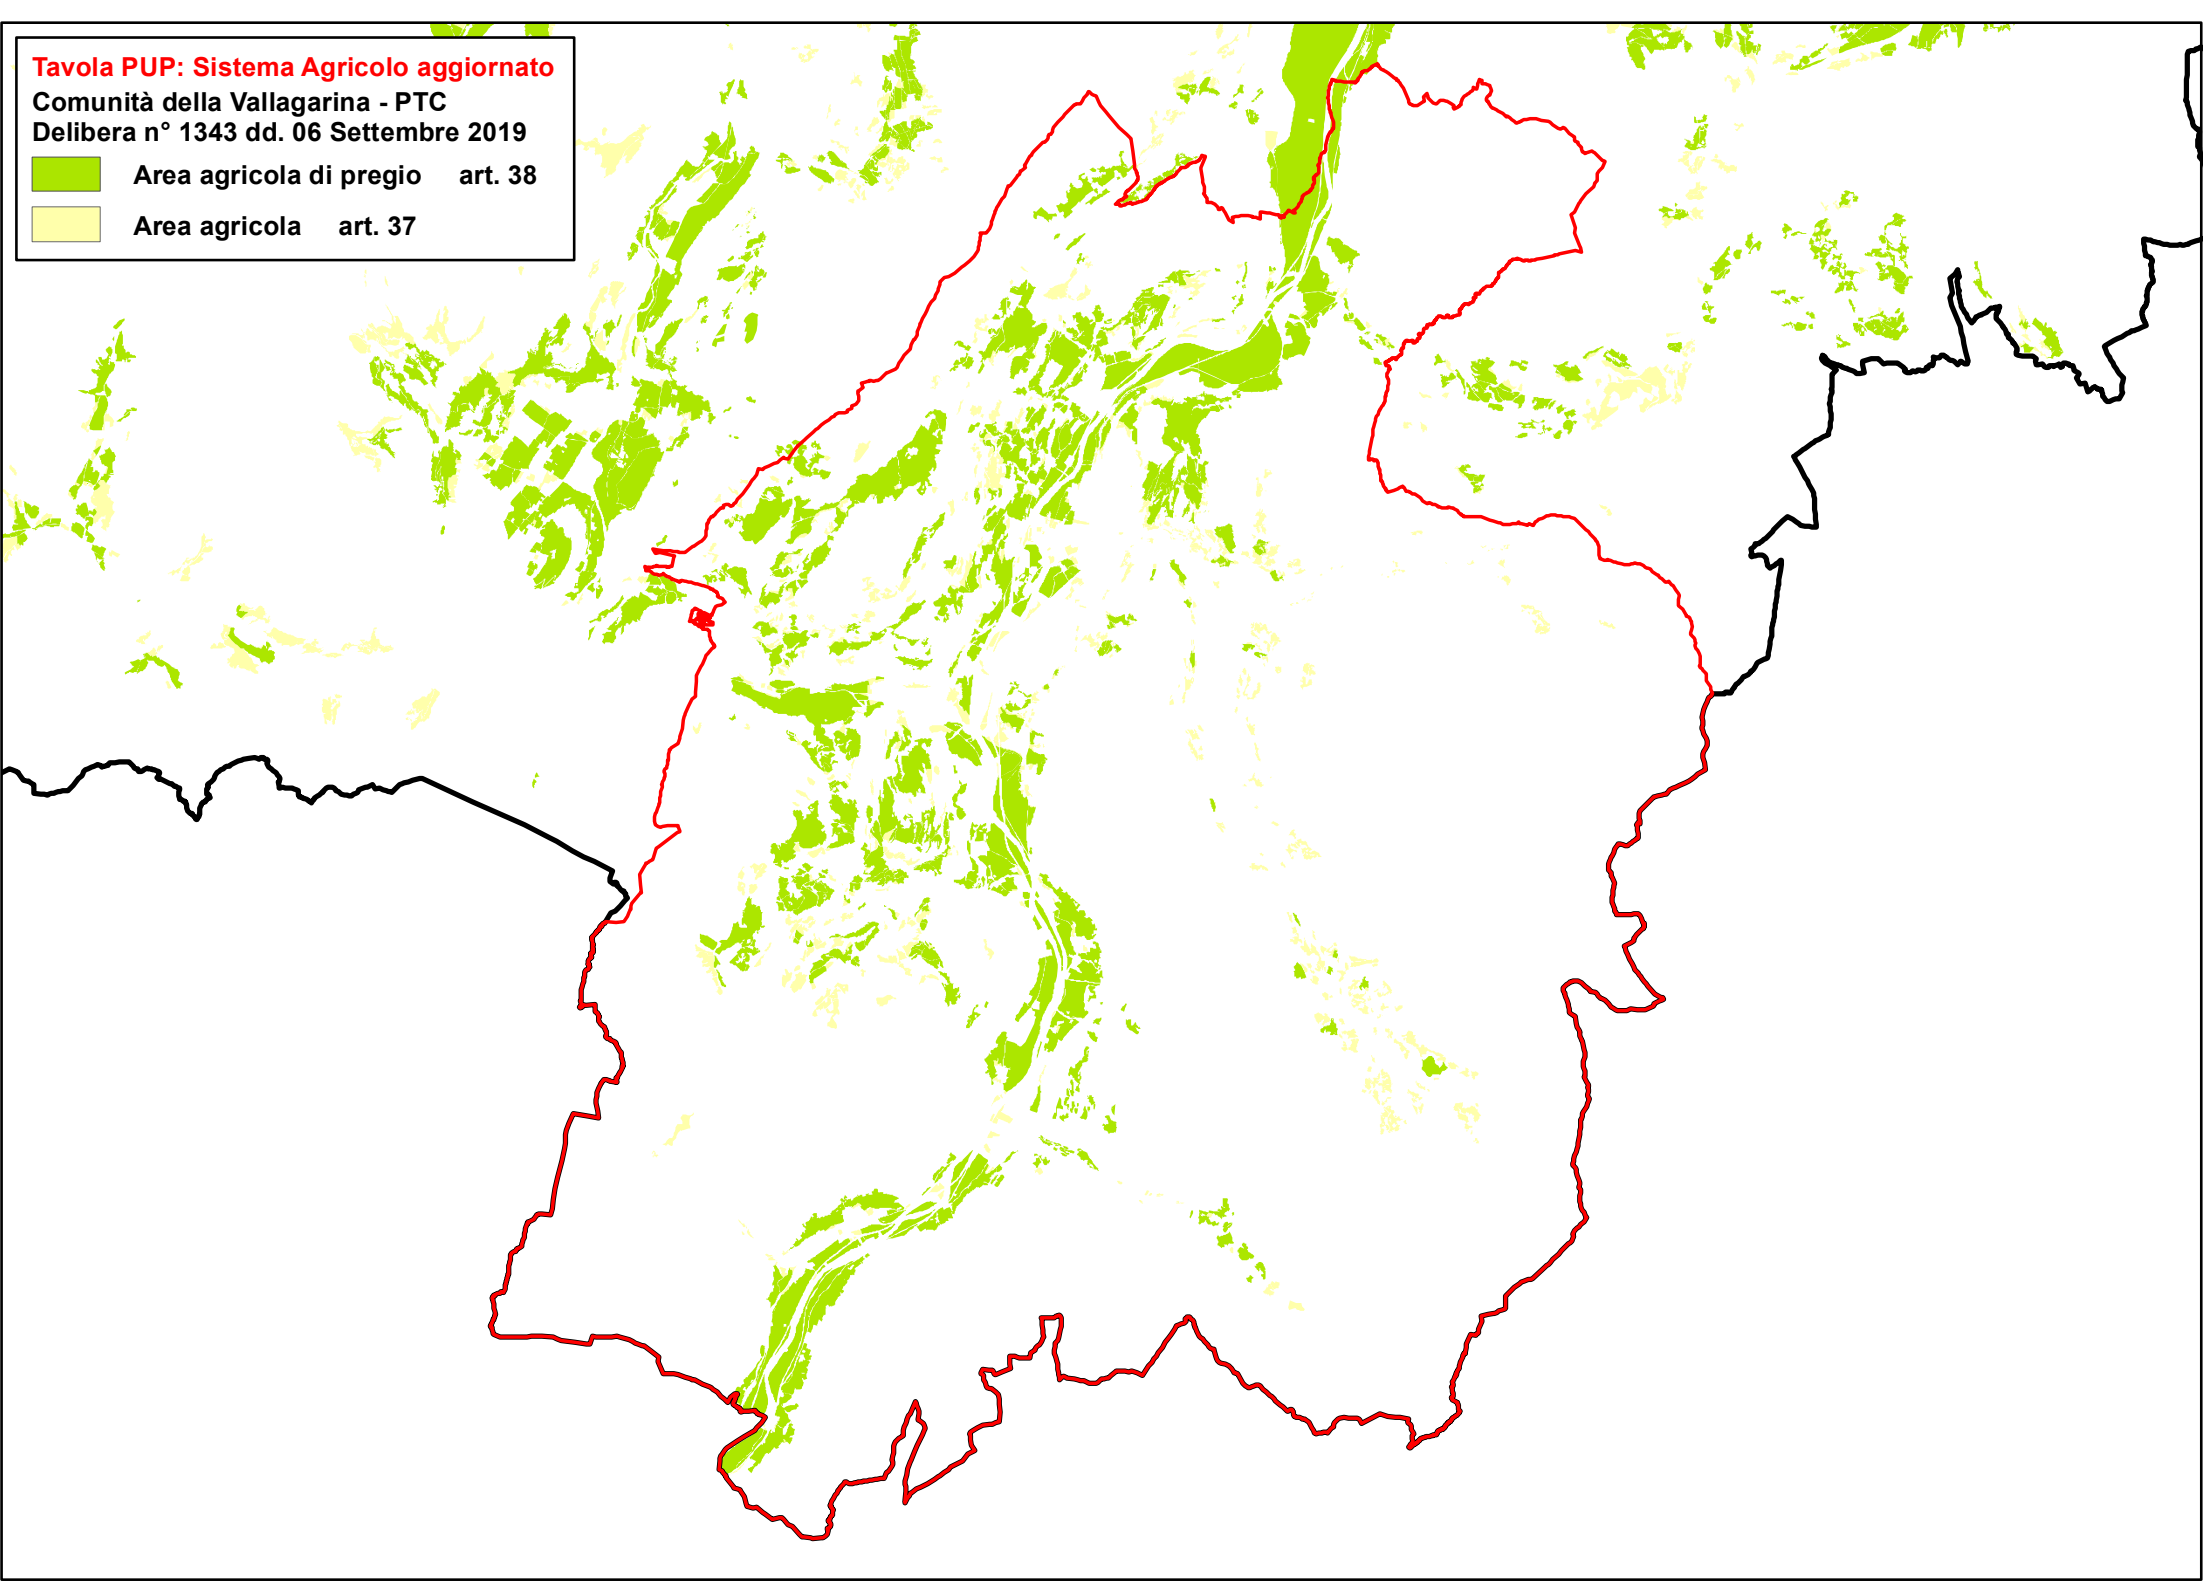 Tavola PUP: Sistema Agricolo aggiornato
Comunità della Vallagarina - PTC
Delibera n° 1343 dd. 06 Settembre 2019
Area agricola di pregio art. 38
Area agricola art. 37